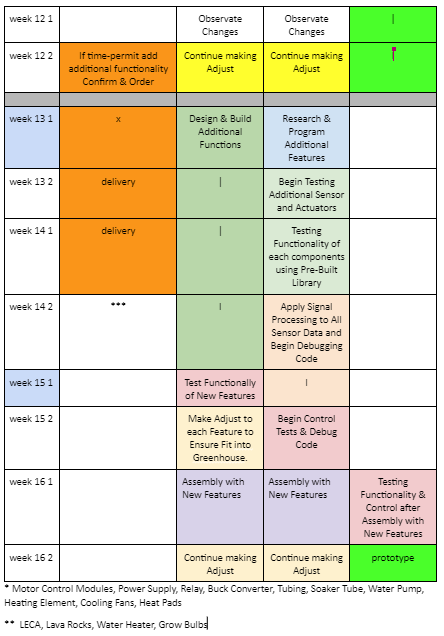 week 12 1
Observate Changes
Observate Changes
|
week 12 2
If time-permit add additional functionality Confirm & Order
Continue making Adjust
Continue making Adjust
|
week 13 1
x
Design & Build Additional Functions
Research & Program Additional Features
week 13 2
delivery
|
Begin Testing Additional Sensor and Actuators
week 14 1
delivery
|
Testing Functionality of each components using Pre-Built Library
week 14 2
***
|
Apply Signal Processing to All Sensor Data and Begin Debugging Code
week 15 1
Test Functionally of New Features
|
week 15 2
Make Adjust to each Feature to Ensure Fit into Greenhouse.
Begin Control Tests & Debug Code
week 16 1
Assembly with New Features
Assembly with New Features
Testing Functionality & Control after Assembly with New Features
week 16 2
Continue making Adjust
Continue making Adjust
prototype
* Motor Control Modules, Power Supply, Relay, Buck Converter, Tubing, Soaker Tube, Water Pump,
Heating Element, Cooling Fans, Heat Pads
** LECA, Lava Rocks, Water Heater, Grow Bulbs